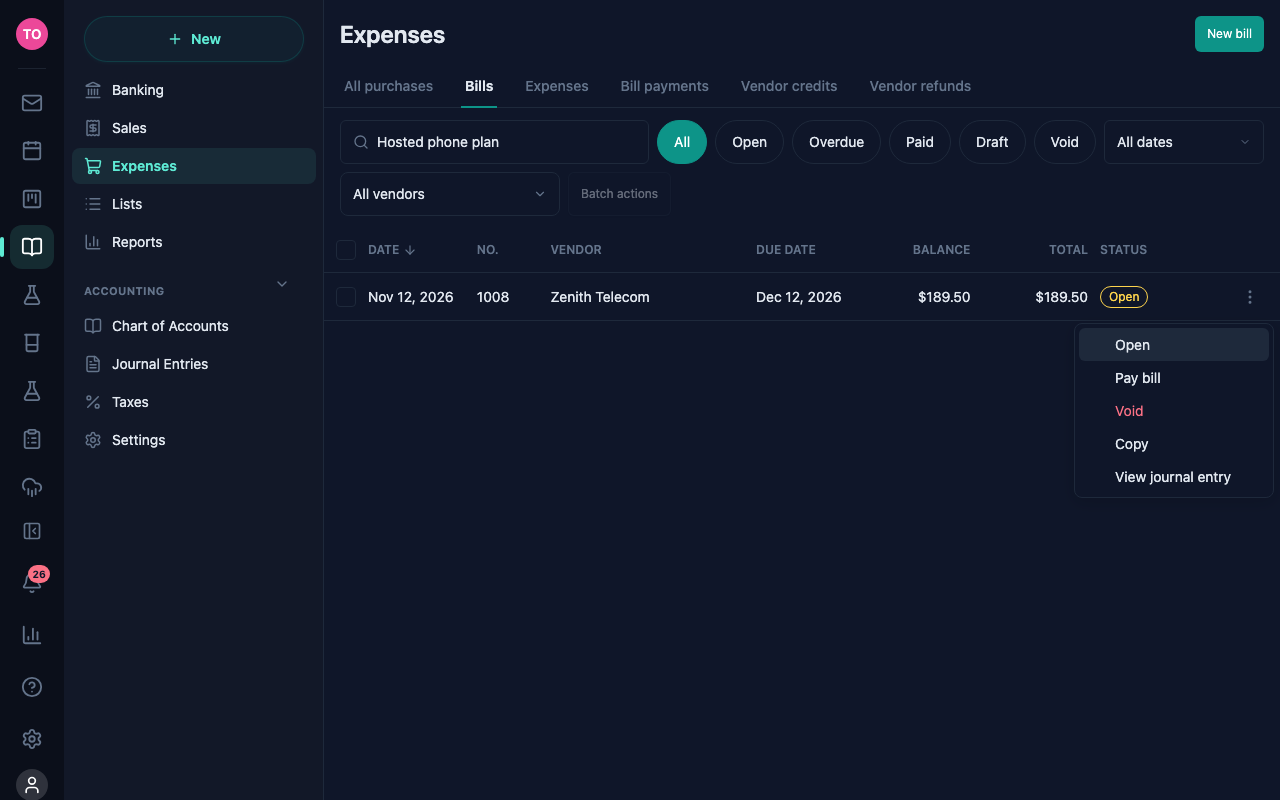 TO
New
Banking
Sales
Expenses
Lists
Reports
ACCOUNTING
Chart of Accounts
Journal Entries
Taxes
Settings
26
Expenses
New bill
All purchases Bills Expenses Bill payments Vendor credits Vendor refunds
Hosted phone plan All Open Overdue Paid Draft Void All dates
All vendors Batch actions
DATE NO. VENDOR DUE DATE BALANCE TOTAL STATUS
Nov 12, 2026 1008 Zenith Telecom Dec 12, 2026 $189.50 $189.50 Open
Open
Pay bill
Void
Copy
View journal entry